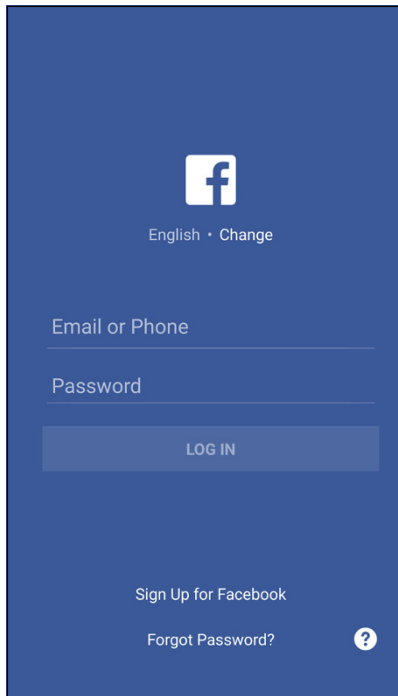 f
English • Change
Email or Phone
Password
LOG IN
Sign Up for Facebook
Forgot Password?
?